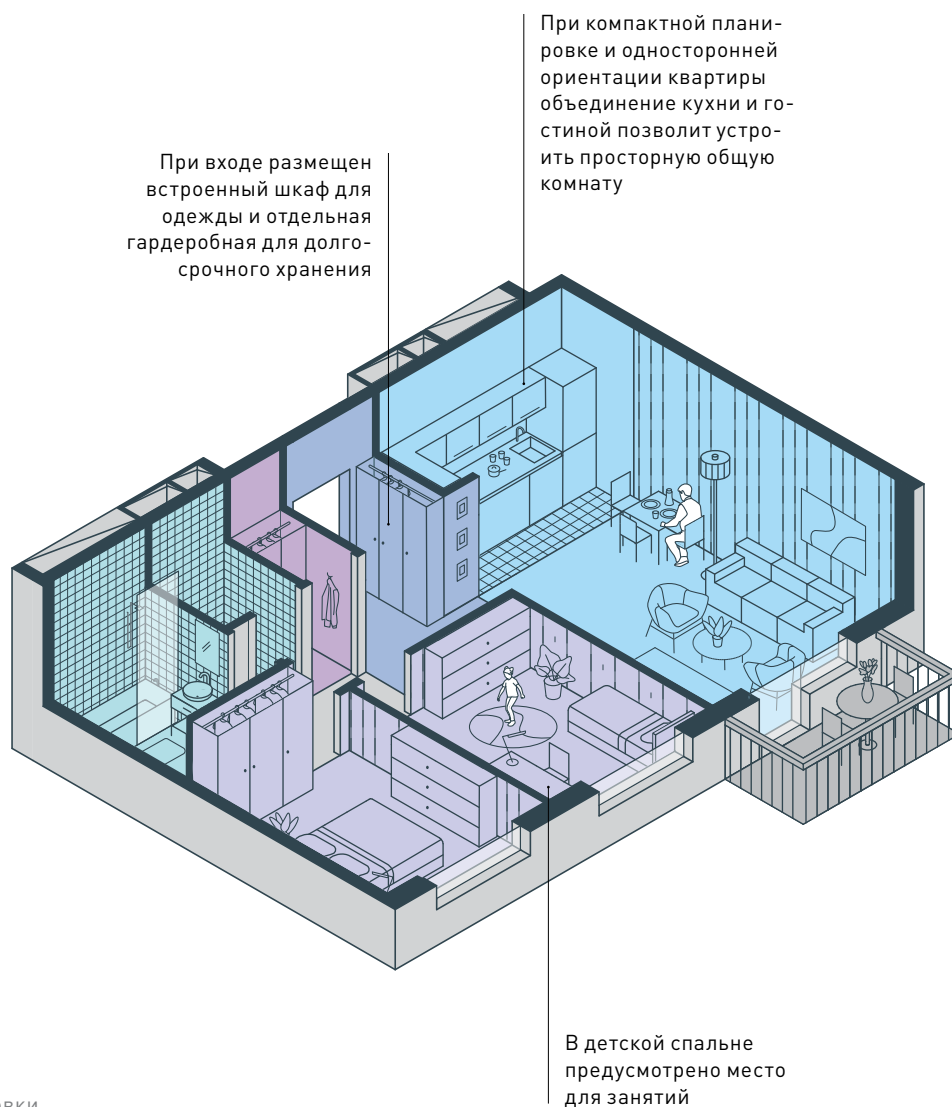 При компактной плани-
ровке и односторонней
ориентации квартиры
объединение кухни и го-
стиной позволит устро-
ить просторную общую
комнату
При входе размещен
встроенный шкаф для
одежды и отдельная
гардеробная для долго-
срочного хранения
В детской спальне
предусмотрено место
для занятий